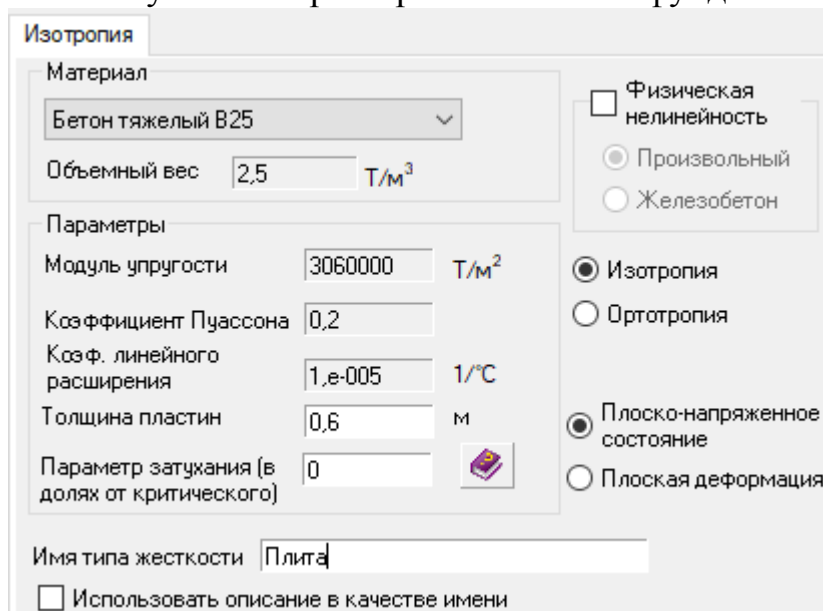 Изотропия
Материал
Бетон тяжелый B25
Объемный вес 2,5 Т/м³
Параметры
Модуль упругости 3060000 Т/м²
Коэффициент Пуассона 0,2
Коэф. линейного
расширения 1,e-005 1/°C
Толщина пластин 0,6 м
Параметр затухания (в
долях от критического) 0
Имя типа жесткости Плита
Использовать описание в качестве имени
Физическая
нелинейность
Произвольный
Железобетон
Изотропия
Ортотропия
Плоско-напряженное
состояние
Плоская деформация